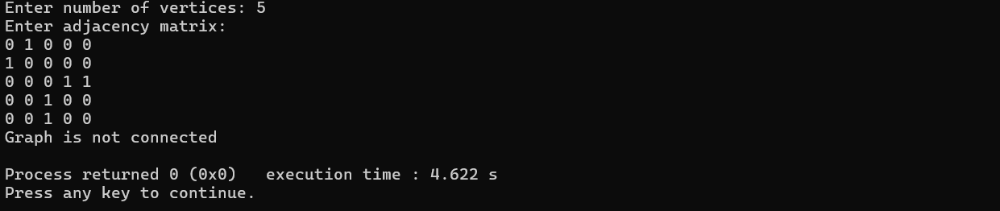 Enter number of vertices: 5
Enter adjacency matrix:
0 1 0 0 0
1 0 0 0 0
0 0 0 1 1
0 0 1 0 0
0 0 1 0 0
Graph is not connected
Process returned 0 (0x0)   execution time : 4.622 s
Press any key to continue.